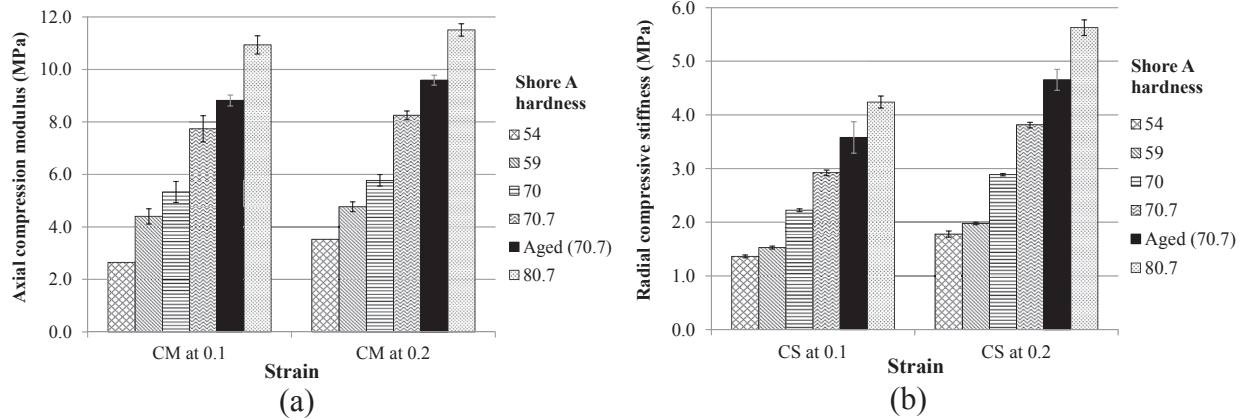 12.0
10.0
8.0
6.0
4.0
2.0
0.0
Axial compression modulus (MPa)
CM at 0.1
CM at 0.2
Strain
Shore A
hardness
54
59
70
70.7
Aged (70.7)
80.7
(a)
6.0
5.0
4.0
3.0
2.0
1.0
0.0
Radial compressive stiffness (MPa)
CS at 0.1
CS at 0.2
Strain
Shore A
hardness
54
59
70
70.7
Aged (70.7)
80.7
(b)